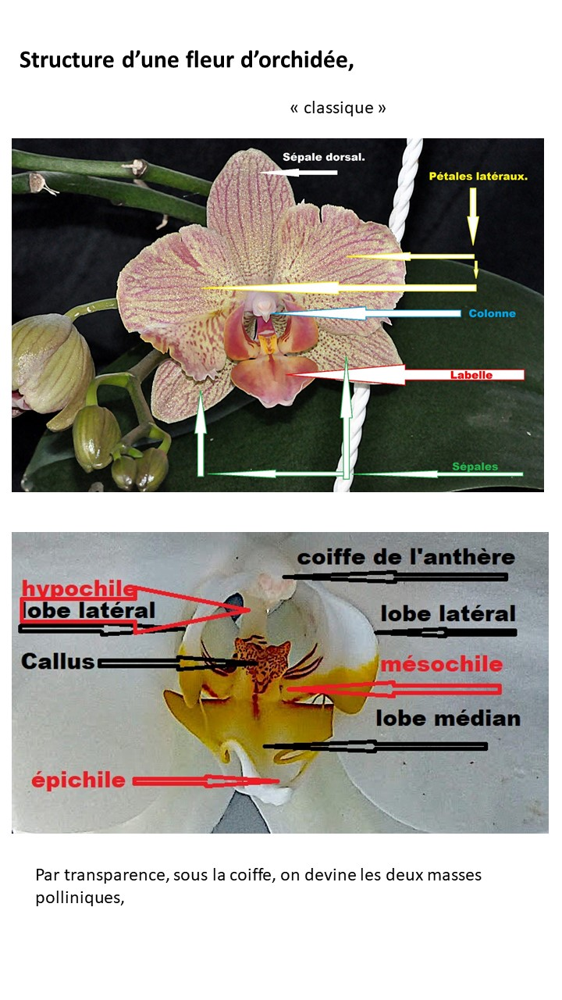 Structure d’une fleur d’orchidée,
« classique »
Sépale dorsal.
Pétales latéraux.
Colonne
Labelle
Sépales
coiffe de l'anthère
hypochile
lobe latéral
lobe latéral
Callus
mésochile
lobe médian
épichile
Par transparence, sous la coiffe, on devine les deux masses
polliniques,